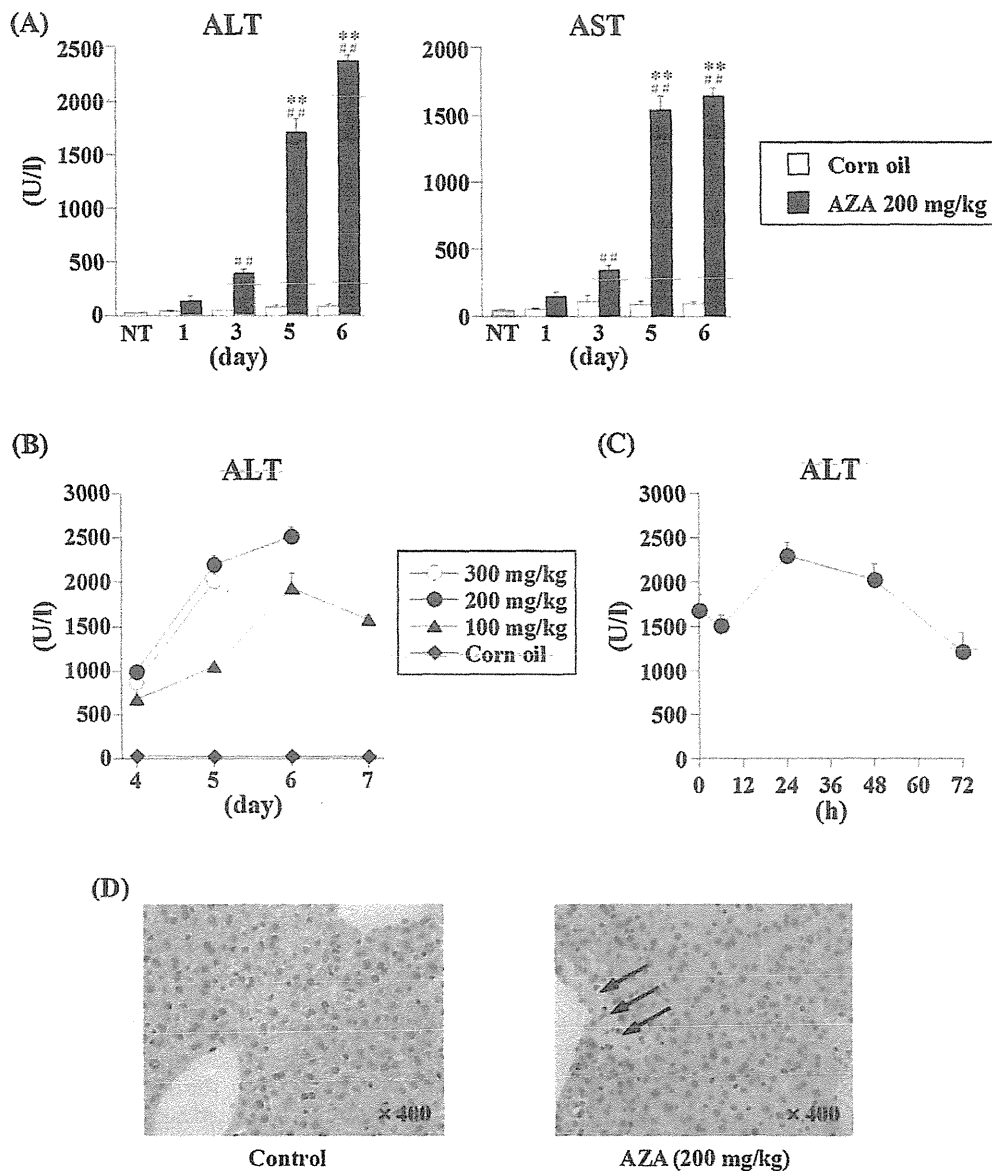 (A)
ALT
AST
2500
2000
1500
1000
500
0
(U/l)
** 
##
**
##
##
NT 1 3 5 6
(day)
2000
1500
1000
500
0
**
##
**
##
##
NT 1 3 5 6
(day)
Corn oil
AZA 200 mg/kg
(B)
ALT
3000
2500
2000
1500
1000
500
0
(U/l)
4 5 6 7
(day)
300 mg/kg
200 mg/kg
100 mg/kg
Corn oil
(C)
ALT
3000
2500
2000
1500
1000
500
0
(U/l)
0 12 24 36 48 60 72
(h)
(D)
× 400
× 400
Control
AZA (200 mg/kg)